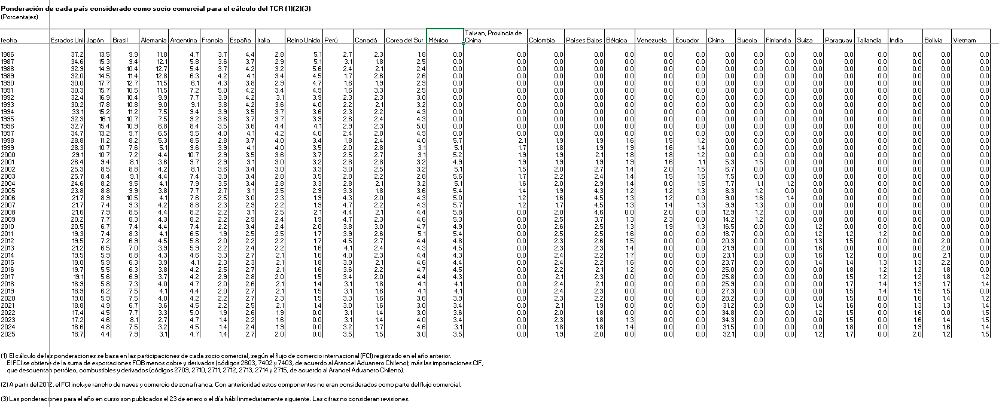 Ponderación de cada país considerado como socio comercial para el cálculo del TCR (1)(2)(3)
(Porcentajes)
fecha Estados Uni Japón Brasil Alemania Argentina Francia España Italia Reino Unido Perú Canadá Corea del Sur México Taiwan, Provincia de China Colombia Países Bajos Bélgica Venezuela Ecuador China Suecia Finlandia Suiza Paraguay Tailandia India Bolivia Vietnam
1986 37.2 13.5 9.9 11.8 4.7 3.7 4.4 2.8 5.1 2.7 2.3 1.8 0.0 0.0 0.0 0.0 0.0 0.0 0.0 0.0 0.0 0.0 0.0 0.0 0.0 0.0 0.0 0.0
1987 34.6 15.3 9.4 12.1 5.8 3.6 3.7 2.9 5.1 3.1 1.8 2.5 0.0 0.0 0.0 0.0 0.0 0.0 0.0 0.0 0.0 0.0 0.0 0.0 0.0 0.0 0.0 0.0
1988 32.9 14.9 10.4 12.7 5.4 3.7 4.2 3.2 5.6 2.4 2.1 2.4 0.0 0.0 0.0 0.0 0.0 0.0 0.0 0.0 0.0 0.0 0.0 0.0 0.0 0.0 0.0 0.0
1989 32.0 14.5 11.4 12.8 6.3 4.2 4.1 3.4 4.5 1.7 2.6 2.6 0.0 0.0 0.0 0.0 0.0 0.0 0.0 0.0 0.0 0.0 0.0 0.0 0.0 0.0 0.0 0.0
1990 30.0 17.7 12.7 11.5 6.1 4.3 3.8 2.9 4.7 1.6 1.9 2.9 0.0 0.0 0.0 0.0 0.0 0.0 0.0 0.0 0.0 0.0 0.0 0.0 0.0 0.0 0.0 0.0
1991 30.3 15.7 10.5 11.5 7.2 5.0 4.2 3.4 4.9 1.6 3.3 2.5 0.0 0.0 0.0 0.0 0.0 0.0 0.0 0.0 0.0 0.0 0.0 0.0 0.0 0.0 0.0 0.0
1992 32.4 16.9 10.4 9.9 7.7 3.9 4.2 3.1 3.9 2.3 2.3 3.0 0.0 0.0 0.0 0.0 0.0 0.0 0.0 0.0 0.0 0.0 0.0 0.0 0.0 0.0 0.0 0.0
1993 30.2 17.8 10.8 9.0 9.1 3.8 4.2 3.6 4.0 2.2 2.1 3.2 0.0 0.0 0.0 0.0 0.0 0.0 0.0 0.0 0.0 0.0 0.0 0.0 0.0 0.0 0.0 0.0
1994 33.1 15.2 11.2 7.5 9.4 3.9 3.5 3.7 3.6 2.3 2.2 4.3 0.0 0.0 0.0 0.0 0.0 0.0 0.0 0.0 0.0 0.0 0.0 0.0 0.0 0.0 0.0 0.0
1995 32.3 16.1 10.7 7.5 9.2 3.6 3.7 3.7 3.9 2.6 2.4 4.3 0.0 0.0 0.0 0.0 0.0 0.0 0.0 0.0 0.0 0.0 0.0 0.0 0.0 0.0 0.0 0.0
1996 32.7 15.4 10.9 6.8 8.4 3.5 3.6 4.4 4.1 2.9 2.3 5.0 0.0 0.0 0.0 0.0 0.0 0.0 0.0 0.0 0.0 0.0 0.0 0.0 0.0 0.0 0.0 0.0
1997 34.7 13.2 9.7 6.5 9.5 4.0 4.1 4.2 4.0 2.4 2.8 4.9 0.0 0.0 0.0 0.0 0.0 0.0 0.0 0.0 0.0 0.0 0.0 0.0 0.0 0.0 0.0 0.0
1998 28.8 11.2 8.2 5.3 8.5 2.8 3.7 4.0 3.4 1.8 2.4 4.0 5.7 2.1 1.9 1.9 1.6 1.5 1.2 0.0 0.0 0.0 0.0 0.0 0.0 0.0 0.0 0.0
1999 28.3 10.7 7.6 5.1 9.6 3.9 4.1 4.0 3.5 2.0 2.8 3.1 5.1 1.7 1.8 1.9 1.9 1.6 1.4 0.0 0.0 0.0 0.0 0.0 0.0 0.0 0.0 0.0
2000 29.1 10.7 7.2 4.4 10.7 2.9 3.5 3.6 3.7 2.5 2.7 3.1 5.2 1.9 1.9 2.1 1.8 1.8 1.2 0.0 0.0 0.0 0.0 0.0 0.0 0.0 0.0 0.0
2001 26.4 9.4 8.1 3.6 9.7 2.9 3.1 3.0 3.2 2.8 2.8 3.2 4.9 1.9 1.9 1.9 1.9 1.6 1.1 5.3 1.5 0.0 0.0 0.0 0.0 0.0 0.0 0.0
2002 25.3 8.5 8.8 4.2 8.1 3.6 3.4 3.0 3.3 3.0 2.5 3.2 5.1 1.5 2.0 2.7 1.4 2.0 1.5 6.7 0.0 0.0 0.0 0.0 0.0 0.0 0.0 0.0
2003 25.7 8.4 9.1 4.4 7.4 3.9 3.4 2.8 3.5 2.8 2.2 2.8 5.6 1.7 2.2 2.4 1.4 1.5 1.5 7.5 0.0 0.0 0.0 0.0 0.0 0.0 0.0 0.0
2004 24.6 8.2 9.5 4.1 7.9 3.5 3.4 2.8 3.3 2.8 2.1 3.2 5.1 1.6 2.0 2.9 1.4 0.0 1.5 7.7 1.1 1.2 0.0 0.0 0.0 0.0 0.0 0.0
2005 23.8 8.8 9.9 3.8 7.7 2.7 3.1 2.5 2.9 3.3 1.8 3.6 5.4 1.4 1.9 4.3 1.2 1.2 1.3 8.3 1.2 0.0 0.0 0.0 0.0 0.0 0.0 0.0
2006 21.7 8.9 10.5 4.1 7.6 2.5 3.0 2.3 1.9 4.3 2.0 4.3 5.0 1.2 1.6 4.5 1.3 1.2 0.0 9.0 1.6 1.4 0.0 0.0 0.0 0.0 0.0 0.0
2007 21.7 7.4 9.3 4.2 8.8 2.3 2.9 2.2 1.9 4.7 2.2 4.3 5.7 1.2 1.7 4.5 1.3 1.4 1.3 9.9 1.3 0.0 0.0 0.0 0.0 0.0 0.0 0.0
2008 21.6 7.9 8.5 4.4 8.2 2.2 3.1 2.5 2.1 4.4 2.1 4.4 5.8 0.0 2.0 4.6 0.0 2.0 0.0 12.9 1.2 0.0 0.0 0.0 0.0 0.0 0.0 0.0
2009 20.2 7.7 8.3 4.3 8.2 2.2 2.9 2.4 1.9 4.7 2.3 4.6 5.3 0.0 2.5 3.7 1.3 2.3 0.0 14.2 1.2 0.0 0.0 0.0 0.0 0.0 0.0 0.0
2010 20.5 6.7 7.4 4.4 7.4 2.2 3.4 2.4 2.0 3.8 3.0 4.7 4.9 0.0 2.6 2.5 1.3 1.9 1.3 16.5 0.0 0.0 1.2 0.0 0.0 0.0 0.0 0.0
2011 19.3 7.4 8.3 4.1 6.5 1.9 2.5 2.5 1.7 3.9 2.6 5.1 5.4 0.0 2.5 2.5 1.6 0.0 0.0 18.7 0.0 0.0 1.2 1.2 1.2 0.0 0.0 0.0
2012 19.5 7.2 6.9 4.5 5.8 2.0 2.2 2.2 1.7 4.5 2.7 4.4 4.8 0.0 2.3 2.6 1.5 0.0 0.0 20.3 0.0 0.0 1.3 1.5 0.0 0.0 2.0 0.0
2013 21.2 6.5 7.0 3.9 5.9 2.2 2.4 2.2 1.6 4.1 2.4 4.3 4.5 0.0 2.3 2.3 1.4 0.0 0.0 21.9 0.0 0.0 1.6 0.0 0.0 0.0 2.0 0.0
2014 19.5 5.9 6.8 4.3 4.6 3.3 2.7 2.1 1.6 4.0 2.3 4.4 4.3 0.0 2.4 2.2 1.7 0.0 0.0 23.1 0.0 0.0 1.6 1.2 0.0 0.0 2.1 0.0
2015 19.0 5.9 6.3 3.9 4.1 2.3 2.3 2.1 1.8 3.9 2.1 4.6 4.4 0.0 2.4 2.2 1.6 0.0 0.0 23.7 0.0 0.0 1.4 1.4 1.3 1.3 2.2 0.0
2016 19.7 5.5 6.3 3.8 4.2 2.5 2.7 2.1 1.6 3.6 2.2 4.7 4.5 0.0 2.2 2.1 1.2 0.0 0.0 25.0 0.0 0.0 0.0 1.8 1.2 1.2 1.8 0.0
2017 19.1 5.6 6.9 3.7 4.2 2.9 2.8 2.0 1.5 3.4 2.0 4.4 4.3 0.0 2.1 2.3 0.0 0.0 0.0 25.8 0.0 0.0 0.0 1.5 1.2 1.2 1.8 1.2
2018 18.9 5.8 7.3 4.0 4.7 2.0 2.6 2.1 1.4 3.1 1.8 4.1 4.1 0.0 2.4 2.1 0.0 0.0 0.0 25.9 0.0 0.0 0.0 1.7 1.4 1.3 1.7 1.4
2019 18.9 6.2 7.5 4.1 4.4 2.0 2.7 2.1 1.5 3.1 1.6 4.1 4.1 0.0 2.4 2.3 0.0 0.0 0.0 27.3 0.0 0.0 0.0 1.5 1.4 1.5 1.5 0.0
2020 19.0 5.9 7.5 4.0 4.2 2.2 2.7 2.3 1.5 3.3 1.6 3.6 3.9 0.0 2.3 2.2 0.0 0.0 0.0 28.2 0.0 0.0 0.0 1.5 0.0 1.6 1.4 1.2
2021 18.8 4.9 6.7 3.6 4.5 2.2 2.5 2.1 1.4 3.0 1.6 3.0 3.4 0.0 2.1 1.9 0.0 0.0 0.0 31.2 0.0 0.0 1.4 1.6 0.0 1.3 1.3 1.4
2022 17.4 4.5 7.7 3.3 5.0 1.9 2.6 1.9 0.0 3.1 1.4 3.0 3.6 0.0 2.0 1.8 0.0 0.0 0.0 34.8 0.0 0.0 1.2 1.5 0.0 1.6 0.0 1.5
2023 17.2 4.6 8.1 2.7 4.7 1.4 2.2 1.6 0.0 3.1 1.4 4.0 3.4 0.0 2.3 1.8 1.3 0.0 0.0 34.3 0.0 0.0 0.0 1.5 0.0 1.6 1.4 1.5
2024 18.6 4.8 7.5 3.2 4.5 1.4 2.4 1.9 0.0 3.2 1.7 4.6 3.1 0.0 1.8 1.8 1.4 0.0 0.0 31.5 0.0 0.0 0.0 1.8 0.0 1.9 1.6 1.4
2025 18.7 4.4 7.9 3.1 4.7 1.4 2.7 2.0 0.0 3.5 1.5 3.0 3.5 0.0 1.9 2.0 0.0 0.0 0.0 32.1 0.0 0.0 1.2 1.7 0.0 2.0 1.2 1.5
(1) El cálculo de las ponderaciones se basa en las participaciones de cada socio comercial, según el flujo de comercio internacional (FCI) registrado en el año anterior.
El FCI se obtiene de la suma de exportaciones FOB menos cobre y derivados (códigos 2603, 7402 y 7403, de acuerdo al Arancel Aduanero Chileno); más las importaciones CIF,
que descuentan petróleo, combustibles y derivados (códigos 2709, 2710, 2711, 2712, 2713, 2714 y 2715, de acuerdo al Arancel Aduanero Chileno).
(2) A partir del 2012, el FCI incluye rancho de naves y comercio de zona franca. Con anterioridad estos componentes no eran considerados como parte del flujo comercial.
(3) Las ponderaciones para el año en curso son publicados el 23 de enero o el día hábil inmediatamente siguiente. Las cifras no consideran revisiones.